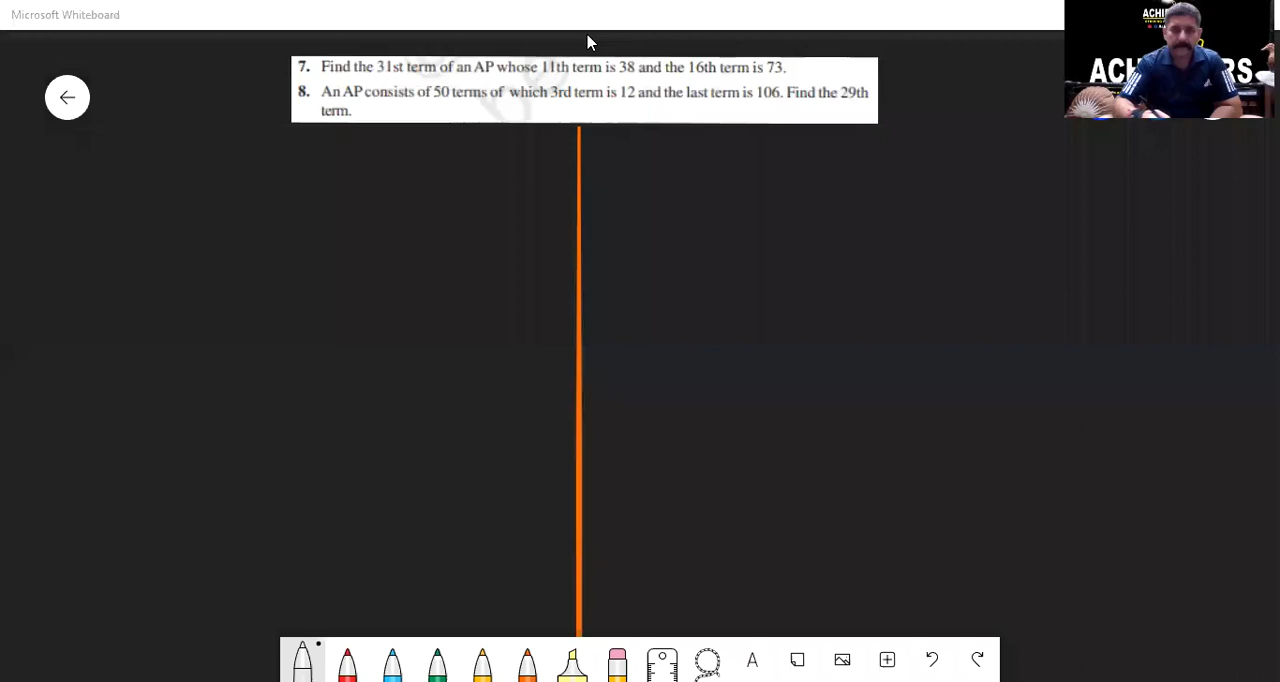 Microsoft Whiteboard
7. Find the 31st term of an AP whose 11th term is 38 and the 16th term is 73.
8. An AP consists of 50 terms of which 3rd term is 12 and the last term is 106. Find the 29th
term.
A